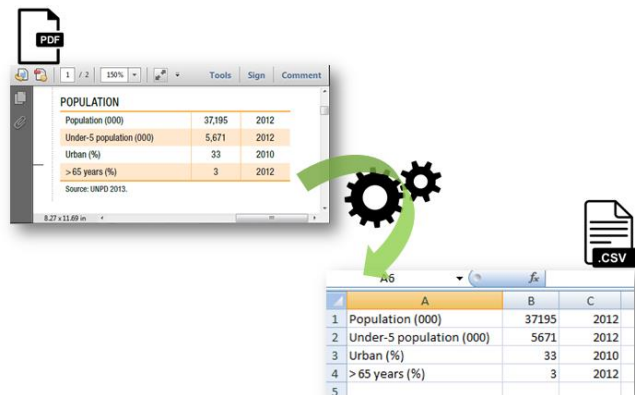 PDF
1 / 2 150% Tools Sign Comment
POPULATION
Population (000) 37,195 2012
Under-5 population (000) 5,671 2012
Urban (%) 33 2010
> 65 years (%) 3 2012
Source: UNPD 2013.
8.27 x 11.69 in
.CSV
A6 fx
A B C
1 Population (000) 37195 2012
2 Under-5 population (000) 5671 2012
3 Urban (%) 33 2010
4 > 65 years (%) 3 2012
5